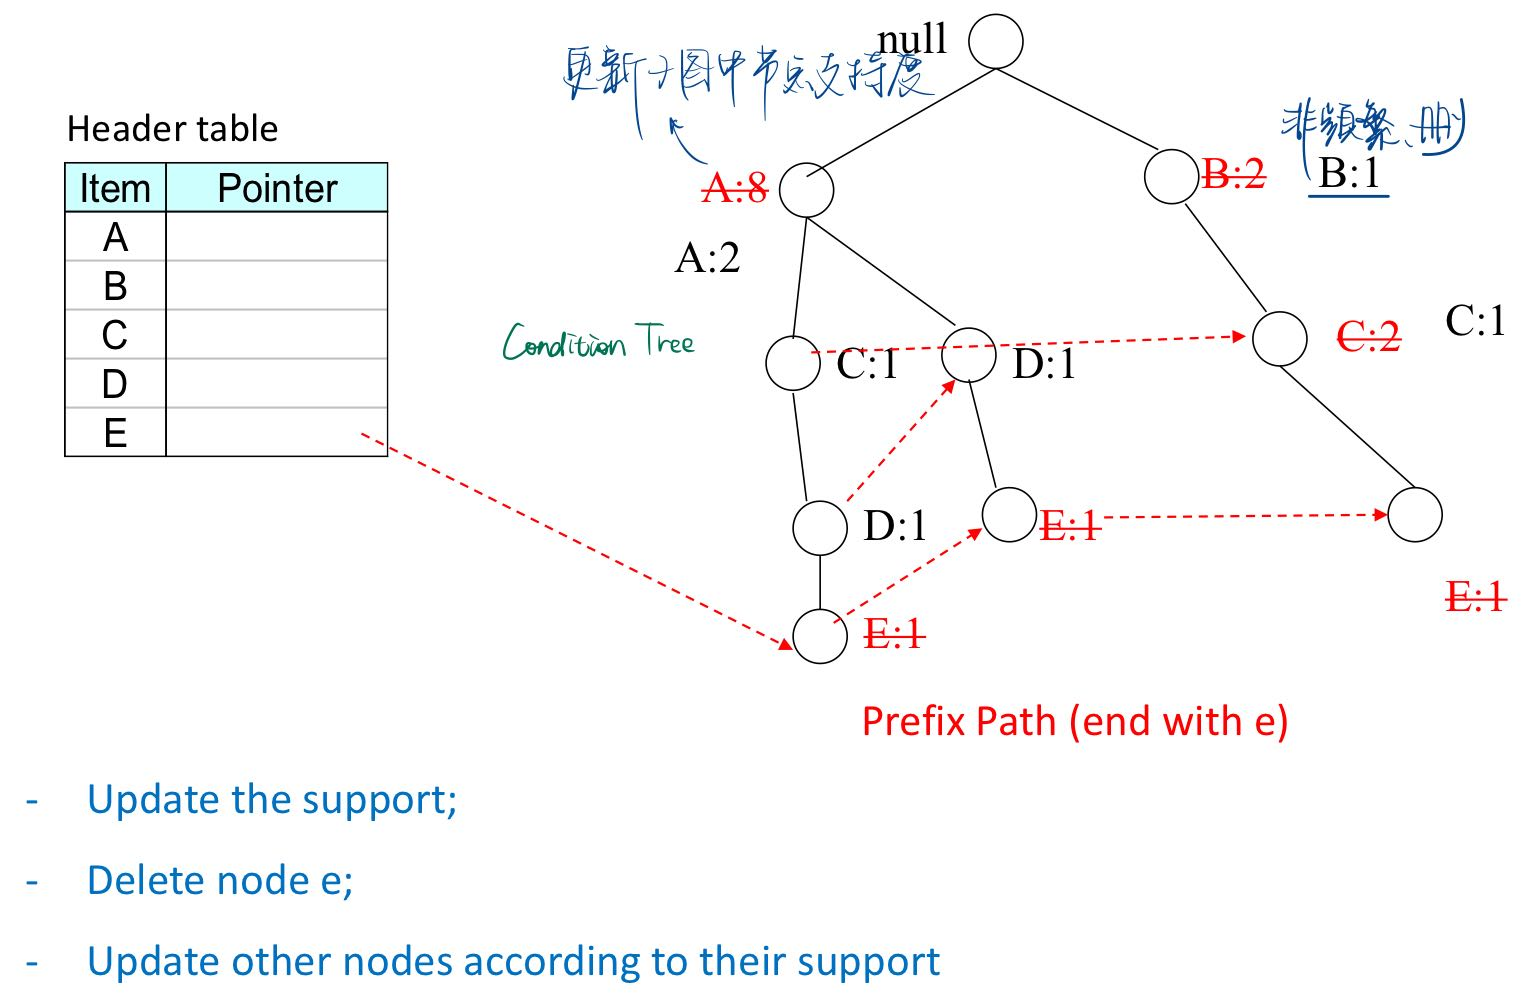 null
更新子图中节点支持度
非频繁、删
Header table
Item Pointer
A
B
C
D
E
A:8
B:2
B:1
A:2
Condition Tree
C:1
D:1
C:2
C:1
D:1
E:1
E:1
E:1
Prefix Path (end with e)
- Update the support;
- Delete node e;
- Update other nodes according to their support